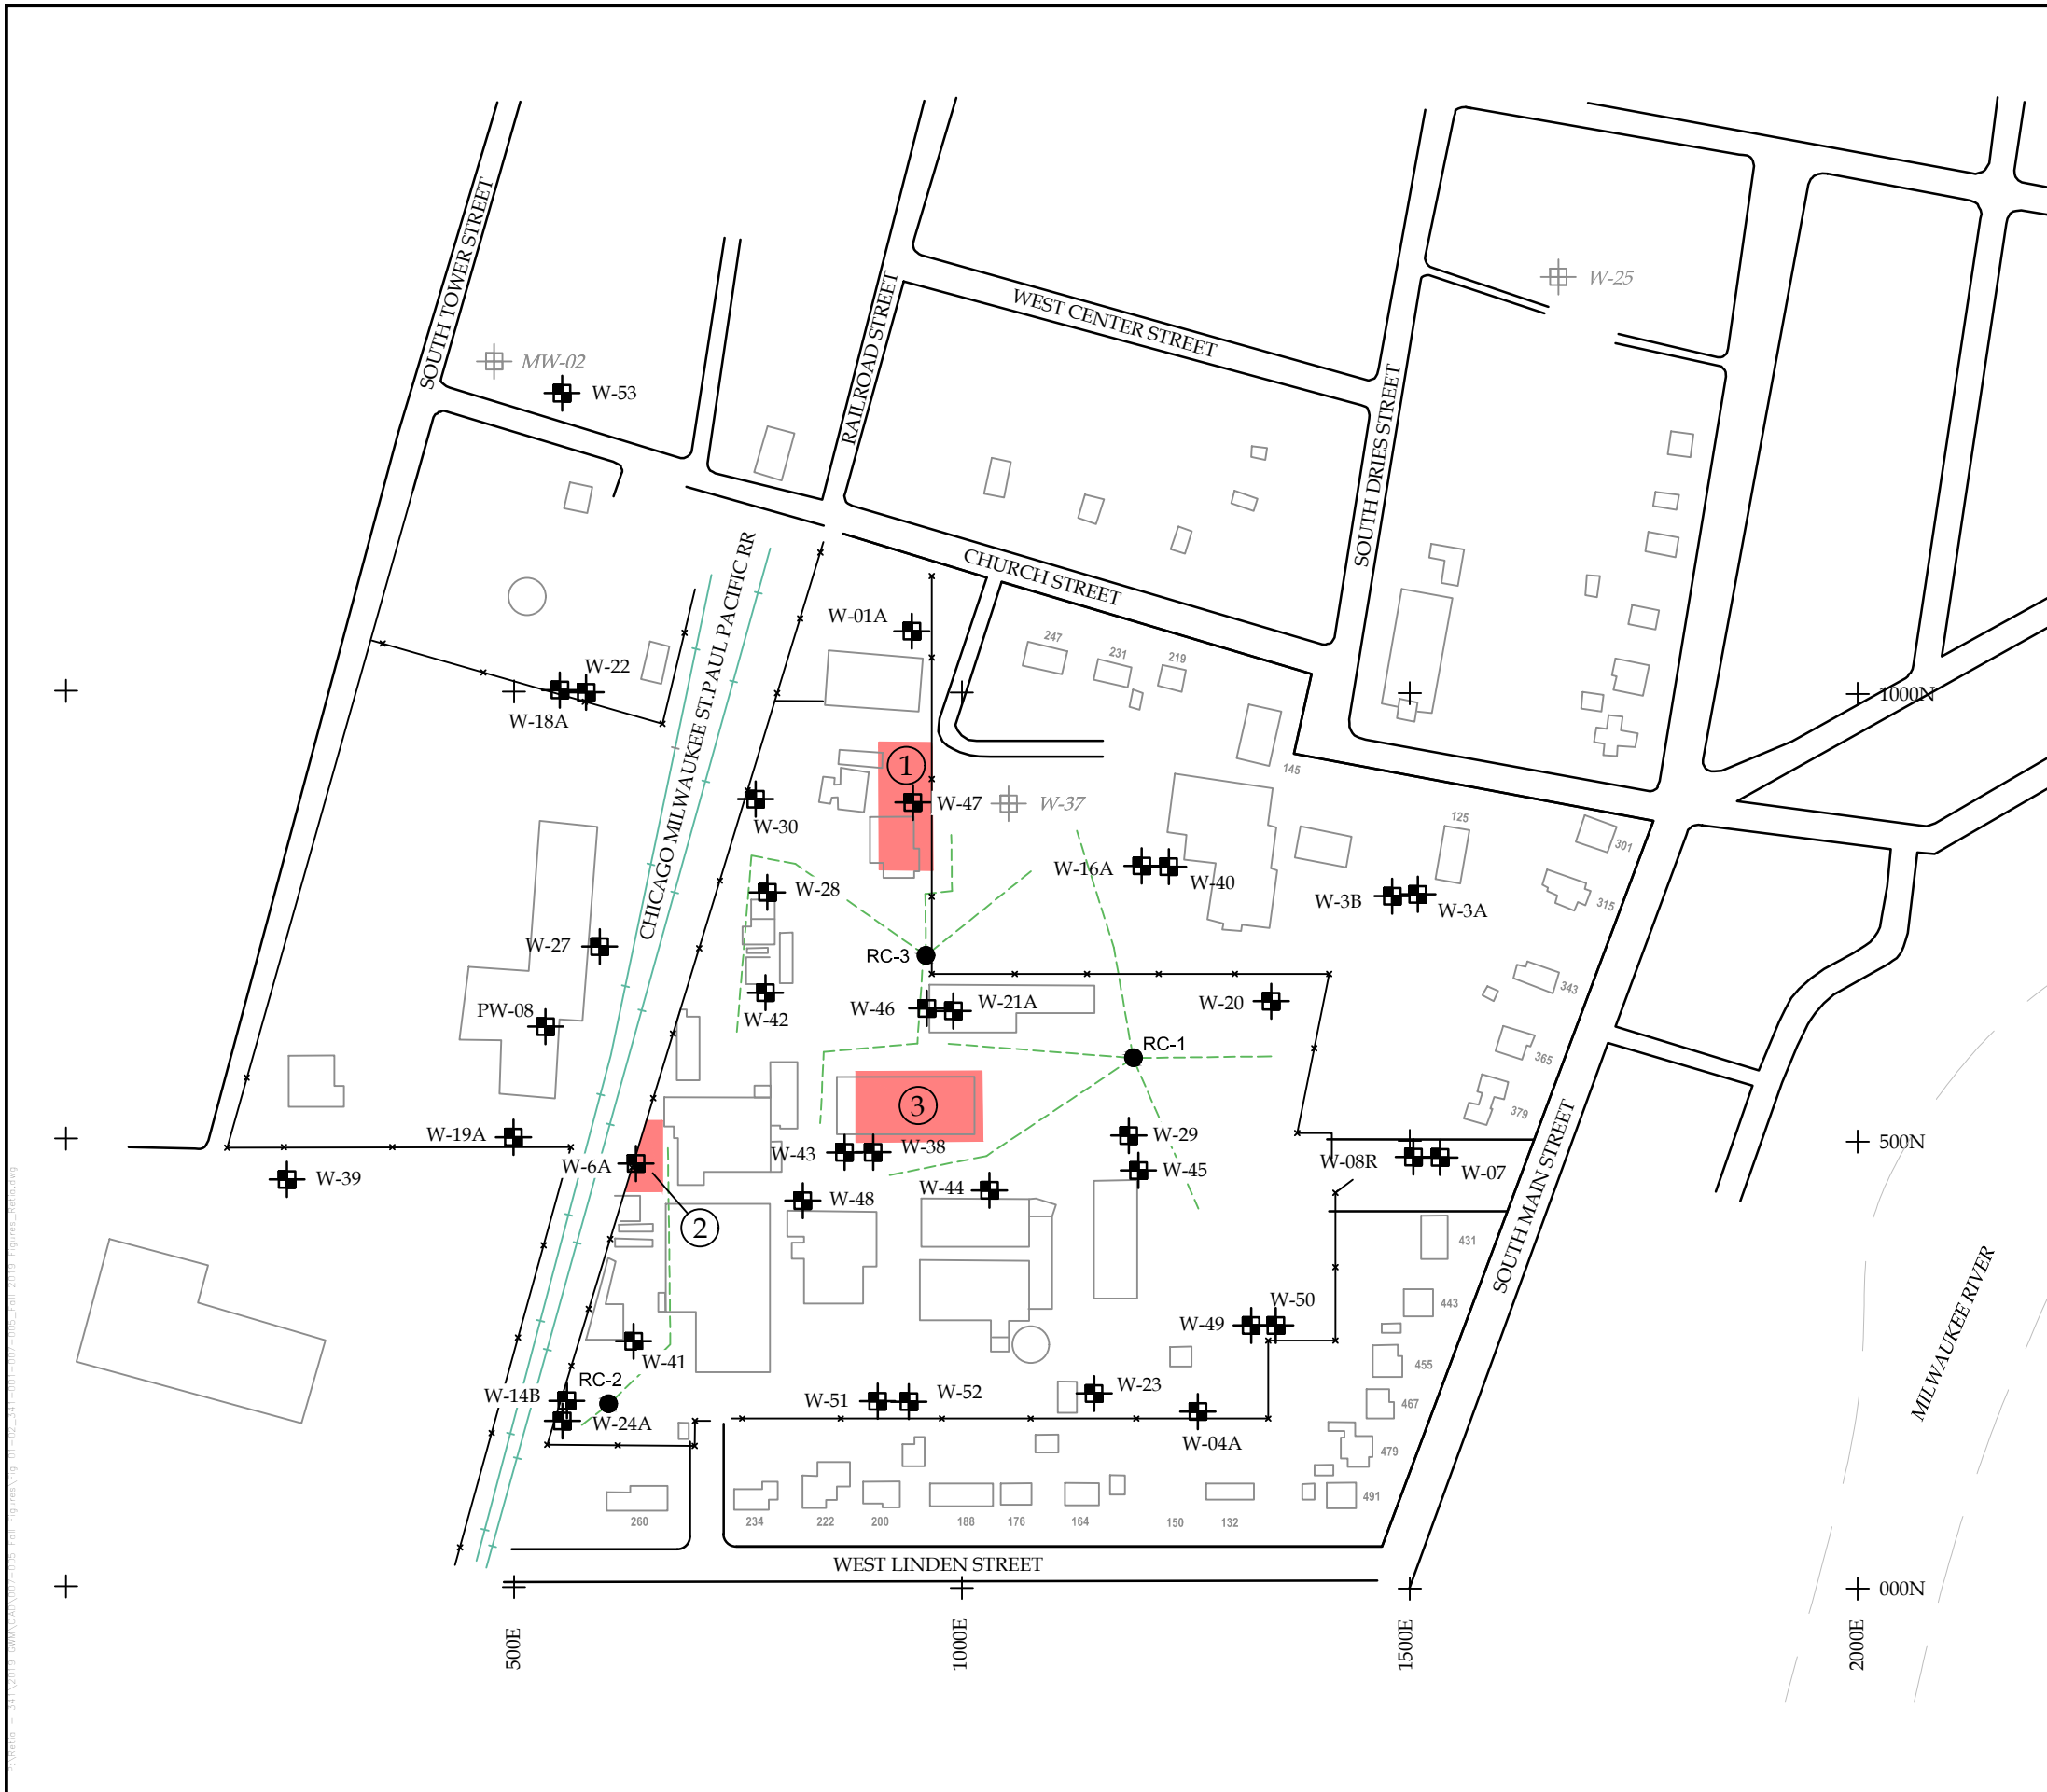 SOUTH TOWER STREET
RAILROAD STREET
WEST CENTER STREET
W-25
MW-02
W-53
SOUTH DRIES STREET
CHICAGO MILWAUKEE ST.PAUL PACIFIC RR
CHURCH STREET
W-01A
247
231
219
W-22
W-18A
1000N
145
1
W-47
W-37
W-30
125
301
W-16A
W-40
W-28
W-3B
W-3A
315
W-27
RC-3
343
PW-08
W-42
W-46
W-21A
W-20
RC-1
365
3
379
W-19A
W-6A
W-43
W-38
W-29
500N
W-39
W-45
W-08R
W-07
W-48
W-44
2
SOUTH MAIN STREET
431
MILWAUKEE RIVER
W-49
W-50
443
W-41
455
RC-2
W-14B
W-24A
W-51
W-52
W-23
467
W-04A
479
491
260
234
222
200
188
176
164
150
132
WEST LINDEN STREET
000N
500E
1000E
1500E
2000E